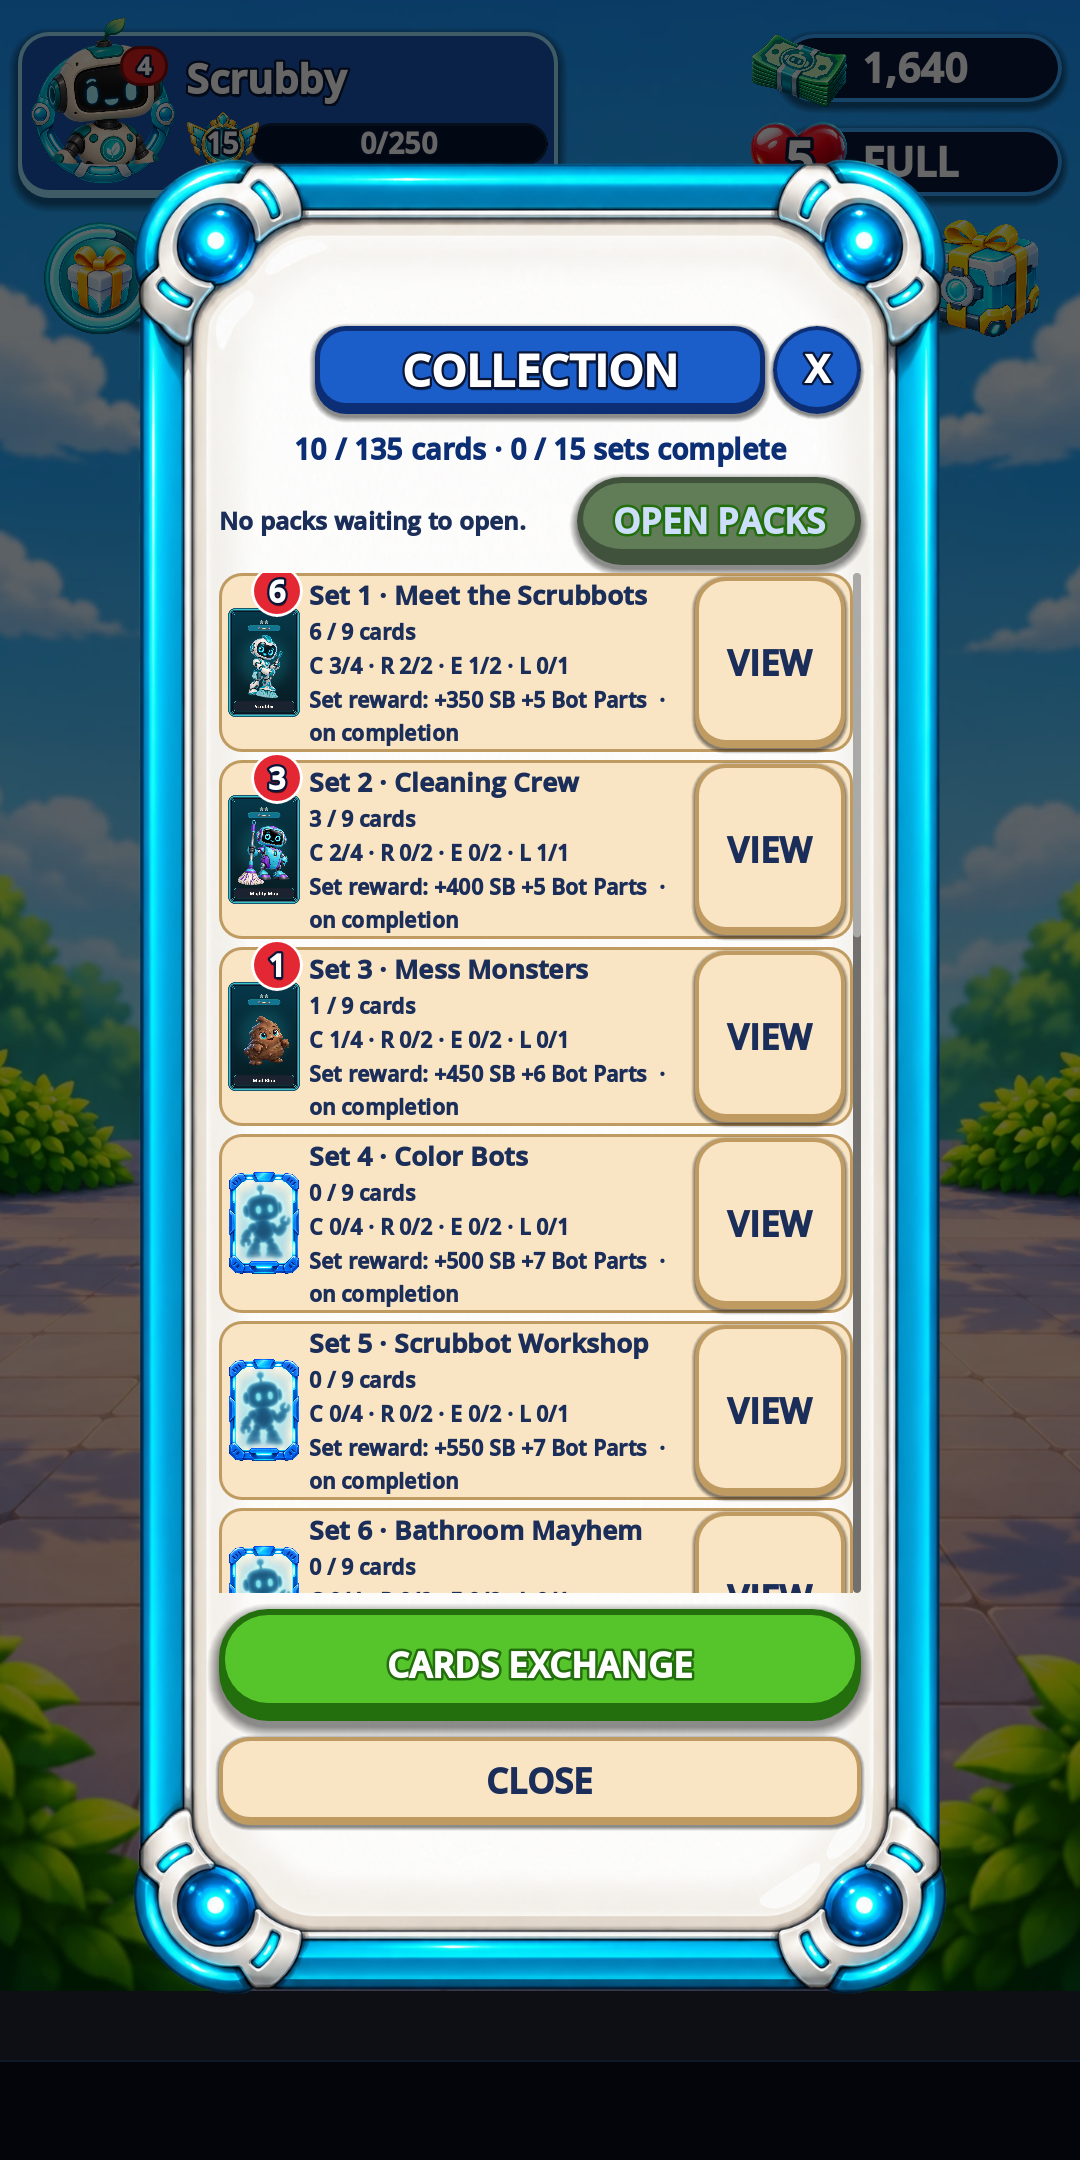 4
Scrubby
15
0/250
1,640
5
FULL
COLLECTION
X
10 / 135 cards · 0 / 15 sets complete
No packs waiting to open.
OPEN PACKS
6
Set 1 · Meet the Scrubbots
6 / 9 cards
C 3/4 · R 2/2 · E 1/2 · L 0/1
Set reward: +350 SB +5 Bot Parts ·
on completion
VIEW
3
Set 2 · Cleaning Crew
3 / 9 cards
C 2/4 · R 0/2 · E 0/2 · L 1/1
Set reward: +400 SB +5 Bot Parts ·
on completion
VIEW
1
Set 3 · Mess Monsters
1 / 9 cards
C 1/4 · R 0/2 · E 0/2 · L 0/1
Set reward: +450 SB +6 Bot Parts ·
on completion
VIEW
Set 4 · Color Bots
0 / 9 cards
C 0/4 · R 0/2 · E 0/2 · L 0/1
Set reward: +500 SB +7 Bot Parts ·
on completion
VIEW
Set 5 · Scrubbot Workshop
0 / 9 cards
C 0/4 · R 0/2 · E 0/2 · L 0/1
Set reward: +550 SB +7 Bot Parts ·
on completion
VIEW
Set 6 · Bathroom Mayhem
0 / 9 cards
VIEW
CARDS EXCHANGE
CLOSE